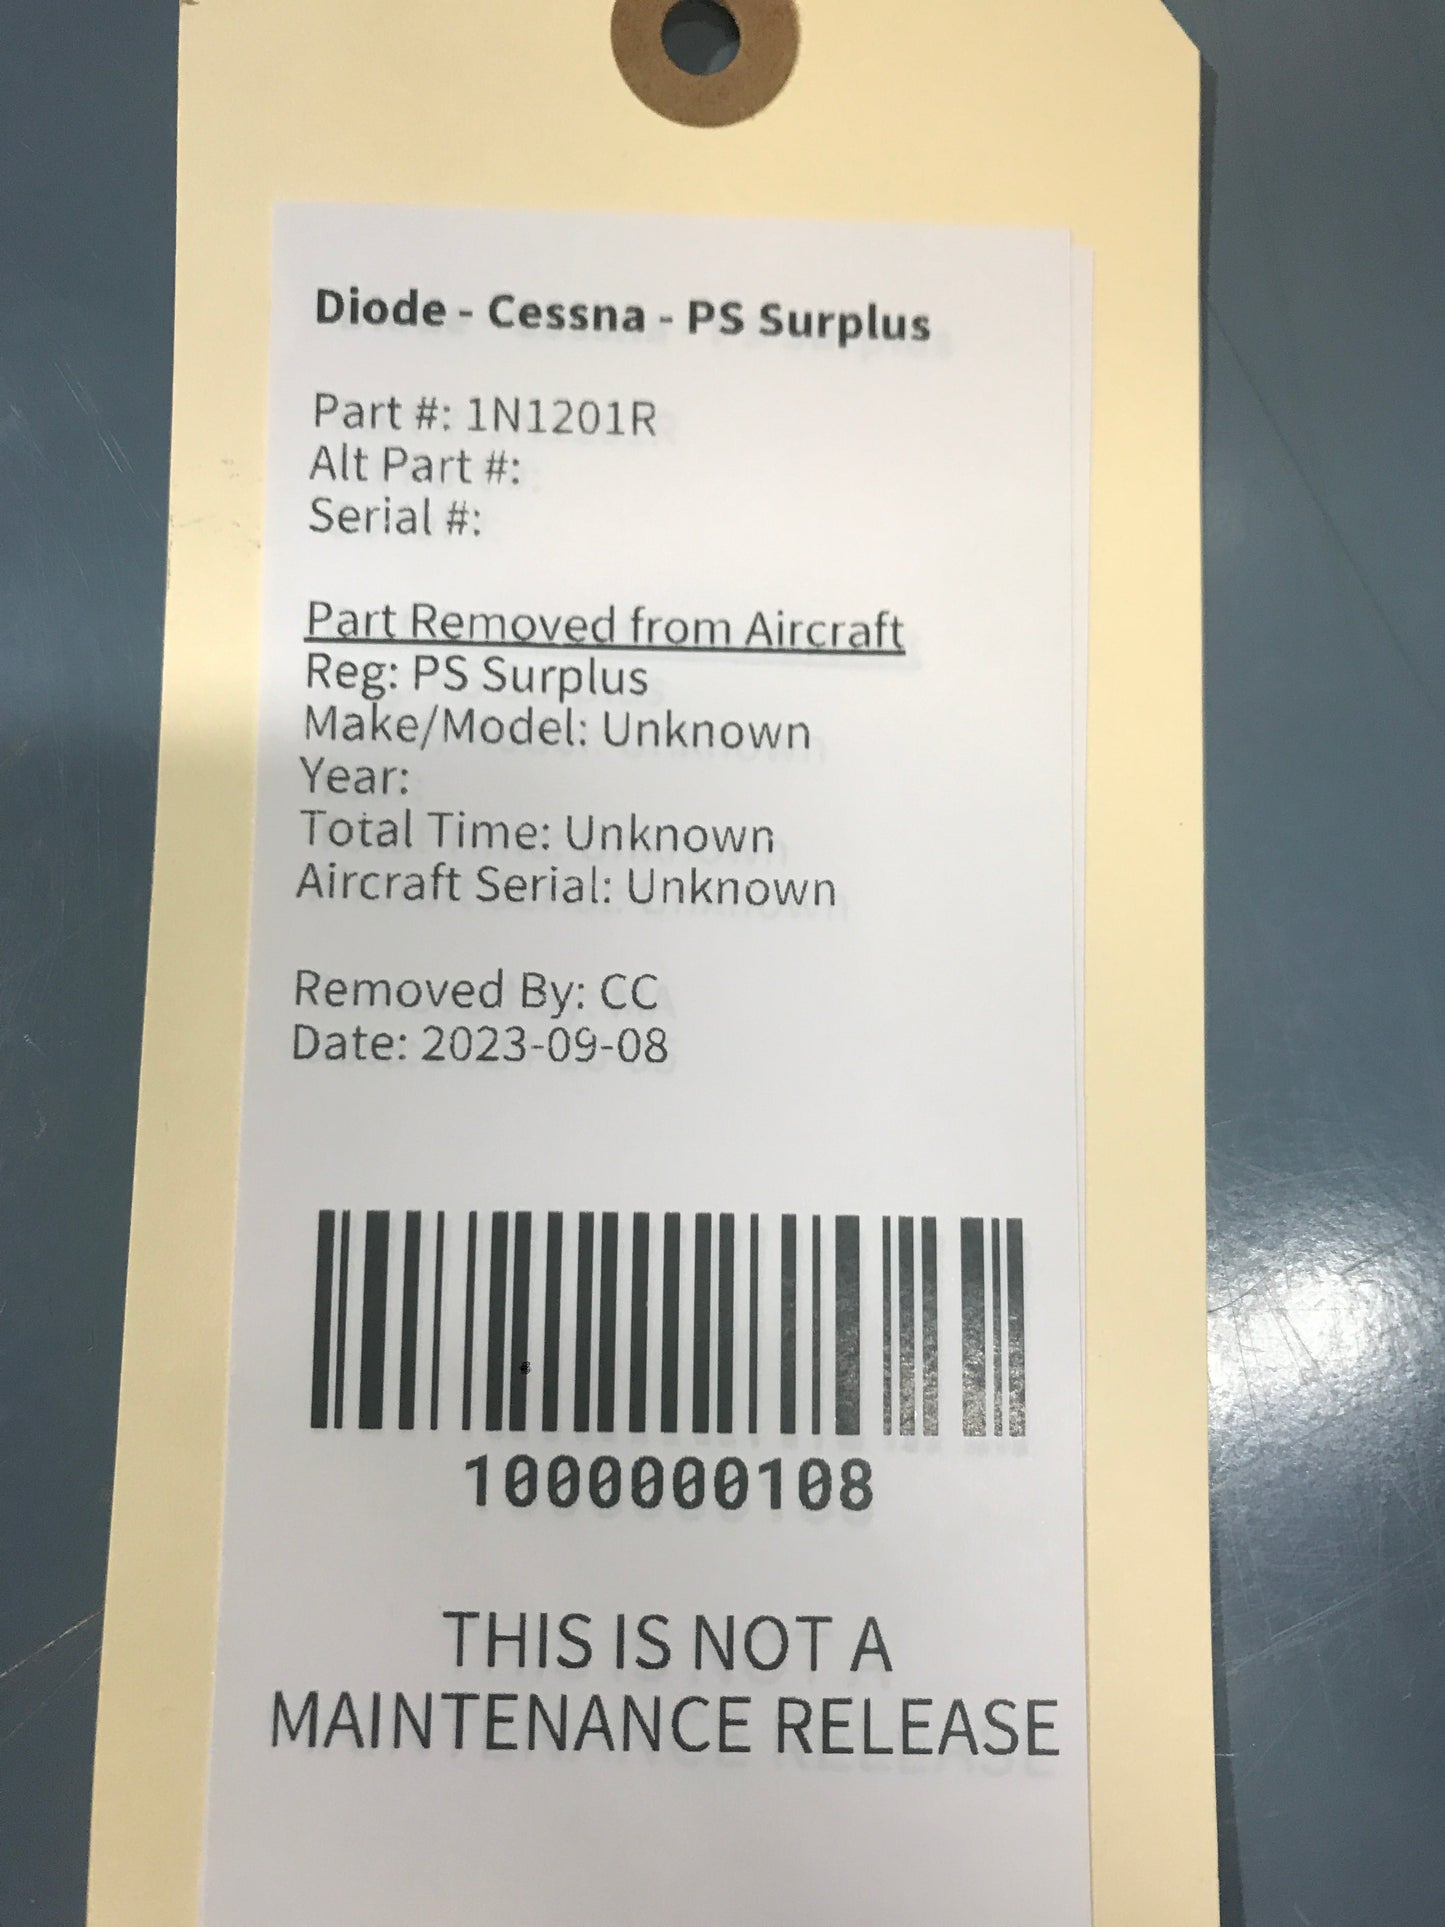 Diode - Cessna - PS Surplus
Part #: 1N1201R
Alt Part #:
Serial #:
Part Removed from Aircraft
Reg: PS Surplus
Make/Model: Unknown
Year:
Total Time: Unknown
Aircraft Serial: Unknown
Removed By: CC
Date: 2023-09-08
1000000108
THIS IS NOT A
MAINTENANCE RELEASE